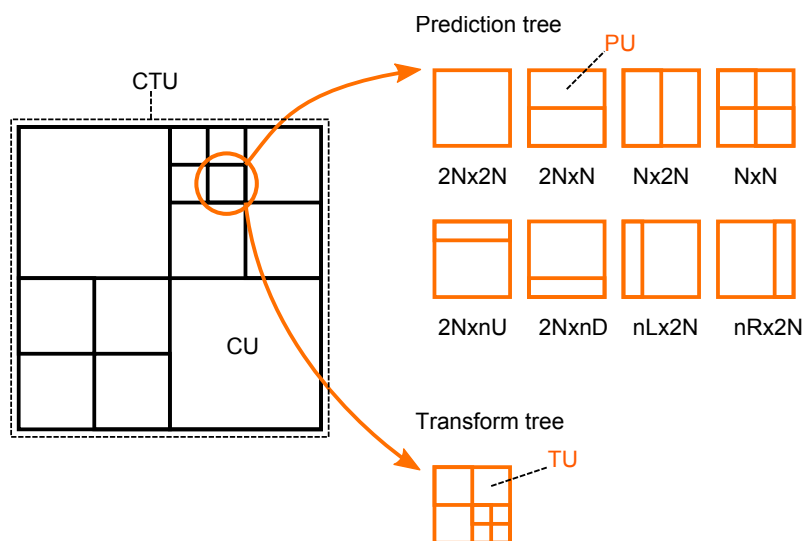 Prediction tree
PU
CTU
2Nx2N 2NxN Nx2N NxN
2NxnU 2NxnD nLx2N nRx2N
CU
Transform tree
TU